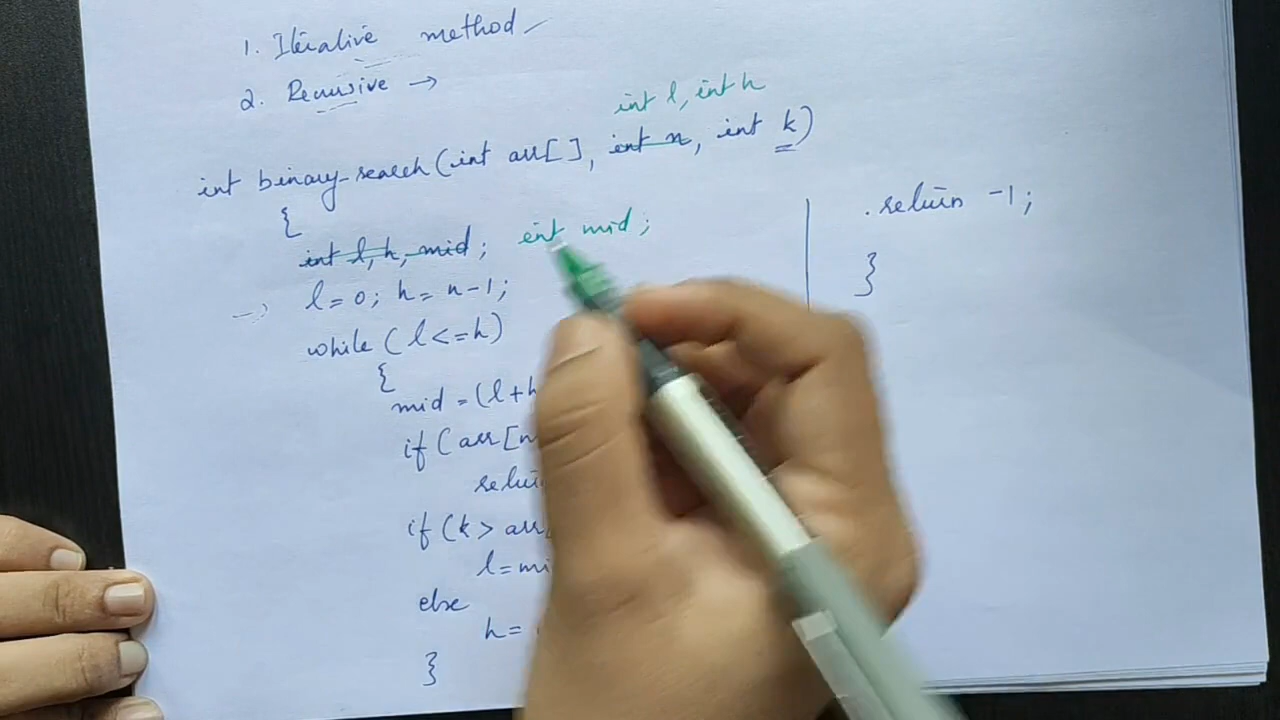 1. Iterative method
2. Recursive →
int l, int h
int binary-search(int arr[], int n, int k)
{
int l, h, mid; int mid;
→ l=0; h= n-1;
while (l<=h)
{
mid = (l+h
if (arr[
if (k> arr[
l=mi
else
h=
}
. return -1;
}